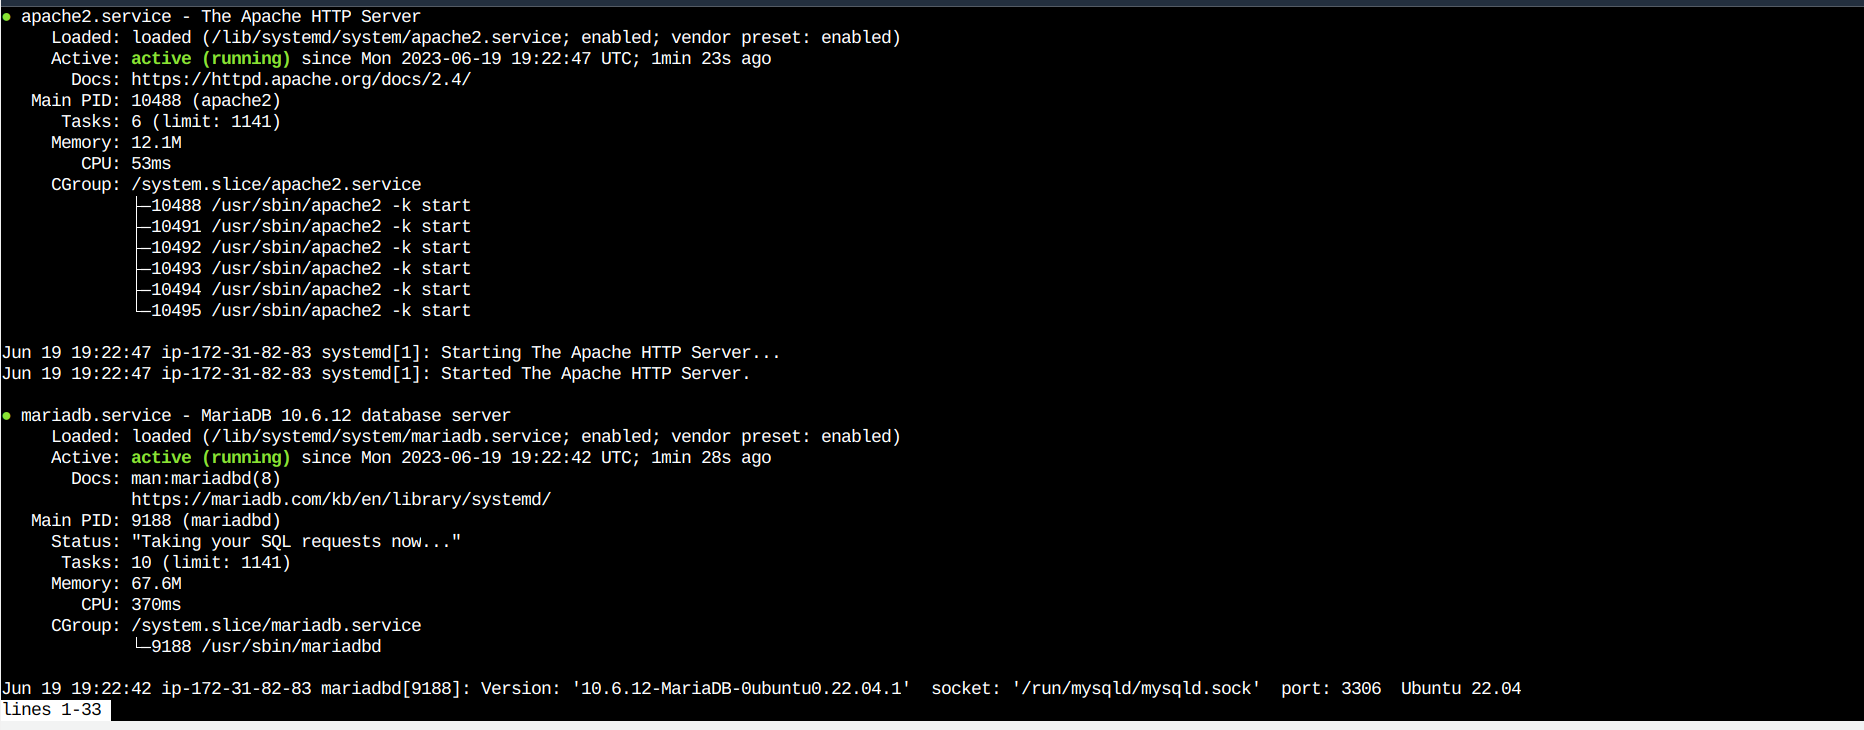 ● apache2.service - The Apache HTTP Server
     Loaded: loaded (/lib/systemd/system/apache2.service; enabled; vendor preset: enabled)
     Active: active (running) since Mon 2023-06-19 19:22:47 UTC; 1min 23s ago
       Docs: https://httpd.apache.org/docs/2.4/
   Main PID: 10488 (apache2)
      Tasks: 6 (limit: 1141)
     Memory: 12.1M
        CPU: 53ms
     CGroup: /system.slice/apache2.service
             ├─10488 /usr/sbin/apache2 -k start
             ├─10491 /usr/sbin/apache2 -k start
             ├─10492 /usr/sbin/apache2 -k start
             ├─10493 /usr/sbin/apache2 -k start
             ├─10494 /usr/sbin/apache2 -k start
             └─10495 /usr/sbin/apache2 -k start

Jun 19 19:22:47 ip-172-31-82-83 systemd[1]: Starting The Apache HTTP Server...
Jun 19 19:22:47 ip-172-31-82-83 systemd[1]: Started The Apache HTTP Server.

● mariadb.service - MariaDB 10.6.12 database server
     Loaded: loaded (/lib/systemd/system/mariadb.service; enabled; vendor preset: enabled)
     Active: active (running) since Mon 2023-06-19 19:22:42 UTC; 1min 28s ago
       Docs: man:mariadbd(8)
             https://mariadb.com/kb/en/library/systemd/
   Main PID: 9188 (mariadbd)
     Status: "Taking your SQL requests now..."
      Tasks: 10 (limit: 1141)
     Memory: 67.6M
        CPU: 370ms
     CGroup: /system.slice/mariadb.service
             └─9188 /usr/sbin/mariadbd

Jun 19 19:22:42 ip-172-31-82-83 mariadbd[9188]: Version: '10.6.12-MariaDB-0ubuntu0.22.04.1'  socket: '/run/mysqld/mysqld.sock'  port: 3306  Ubuntu 22.04
lines 1-33